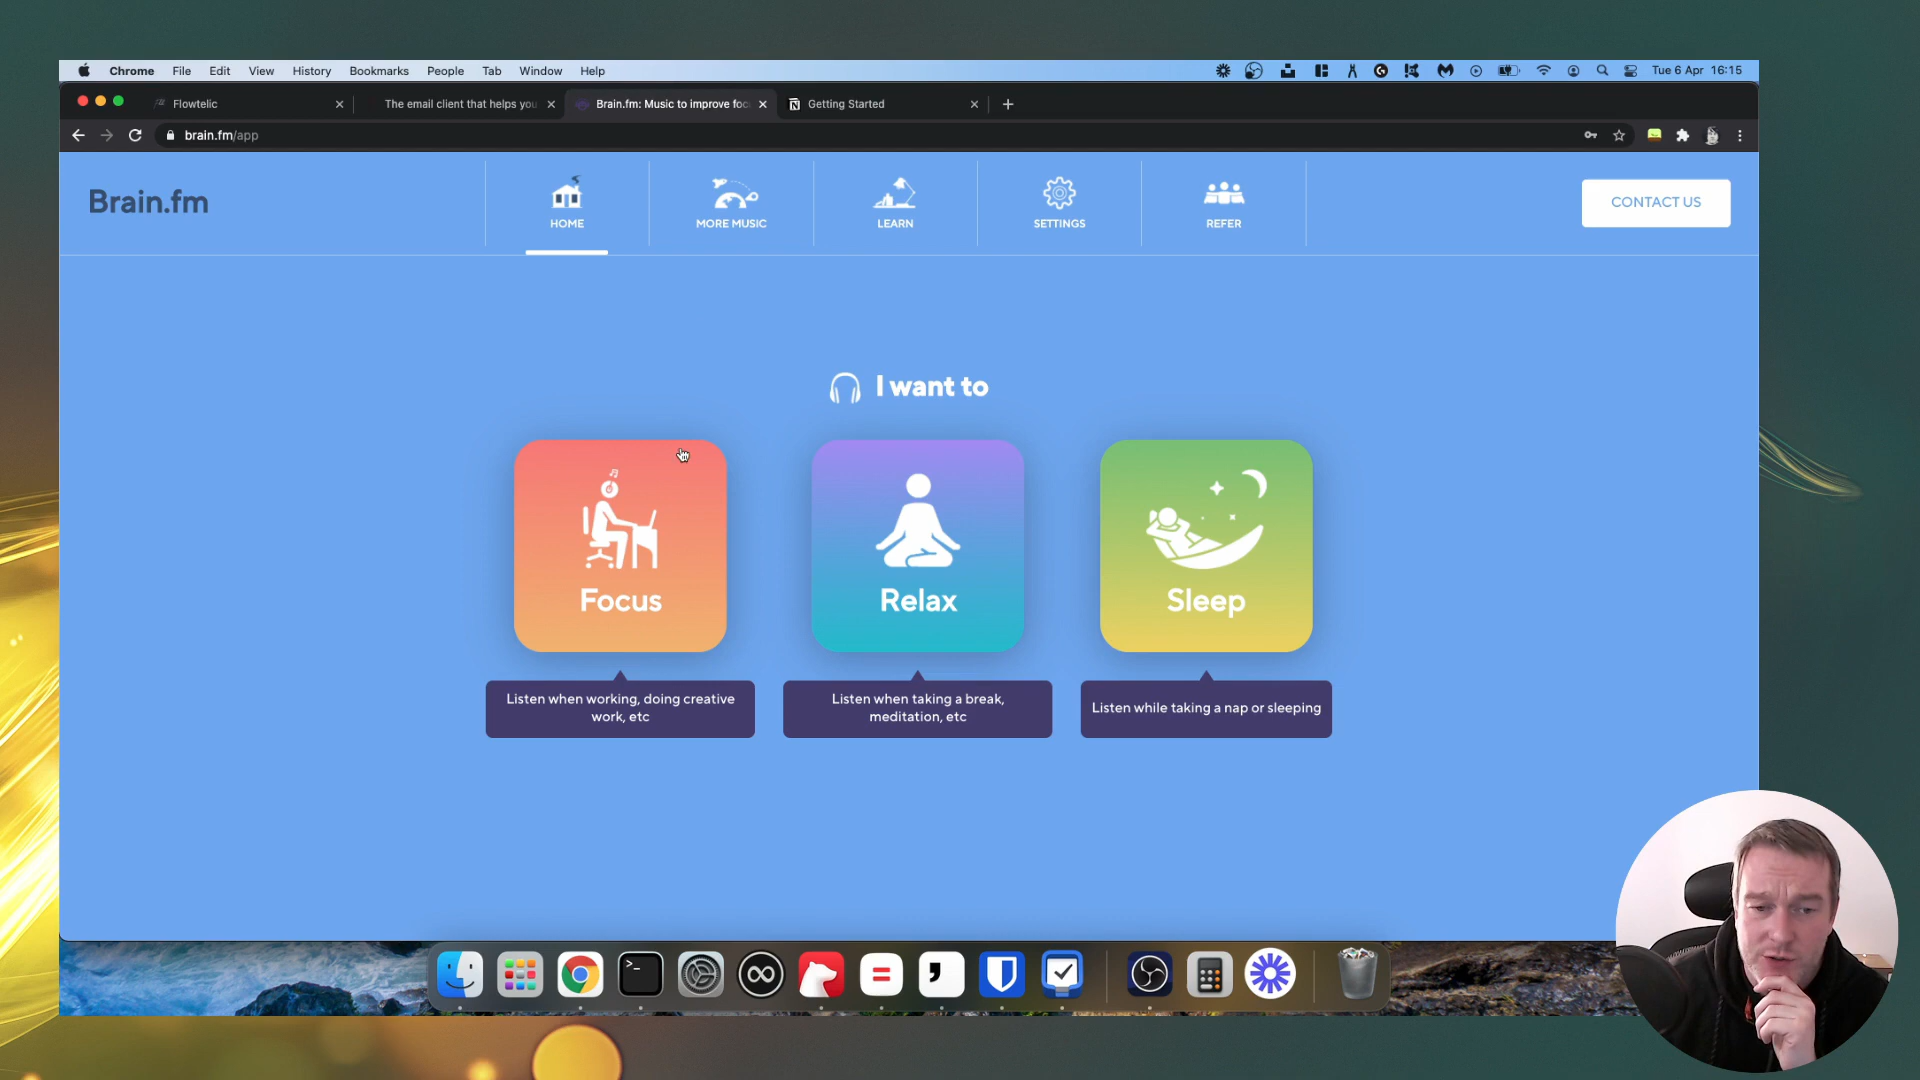 Chrome File Edit View History Bookmarks People Tab Window Help Tue 6 Apr 16:15
Flowtelic The email client that helps you Brain.fm: Music to improve foc Getting Started
brain.fm/app
Brain.fm
HOME MORE MUSIC LEARN SETTINGS REFER CONTACT US
I want to
Focus Relax Sleep
Listen when working, doing creative
work, etc
Listen when taking a break,
meditation, etc
Listen while taking a nap or sleeping